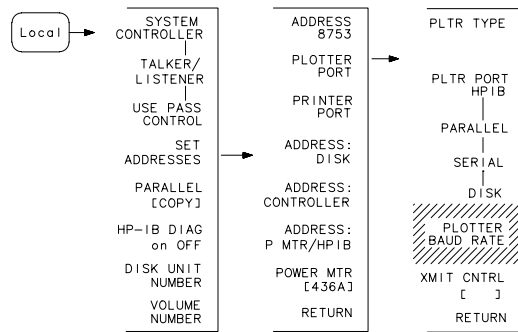 Local
SYSTEM
CONTROLLER
TALKER/
LISTENER
USE PASS
CONTROL
SET
ADDRESSES
PARALLEL
[COPY]
HP-IB DIAG
on OFF
DISK UNIT
NUMBER
VOLUME
NUMBER
ADDRESS
8753
PLOTTER
PORT
PRINTER
PORT
ADDRESS:
DISK
ADDRESS:
CONTROLLER
ADDRESS:
P MTR/HPIB
POWER MTR
[436A]
RETURN
PLTR TYPE
PLTR PORT
HPIB
PARALLEL
SERIAL
DISK
PLOTTER
BAUD RATE
XMIT CNTRL
[ ]
RETURN